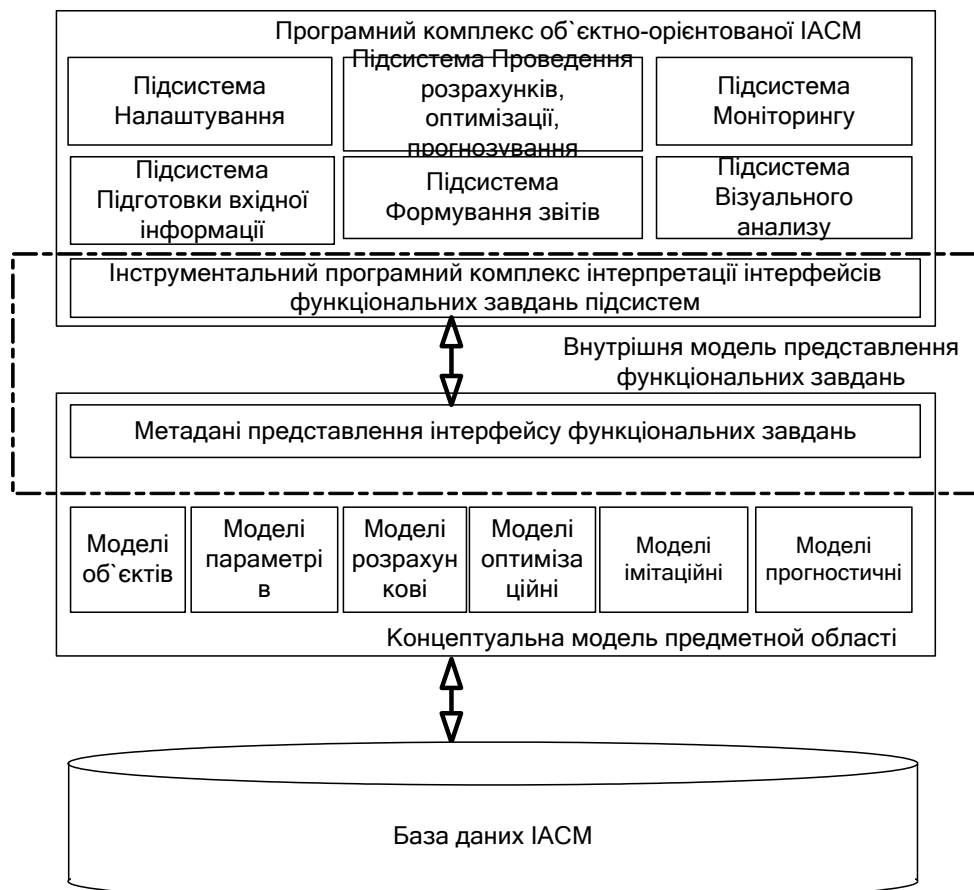 Програмний комплекс об`єктно-орієнтованої ІАСМ
Підсистема
Налаштування
Підсистема Проведення
розрахунків,
оптимізації,
прогнозування
Підсистема
Моніторингу
Підсистема
Підготовки вхідної
інформації
Підсистема
Формування звітів
Підсистема
Візуального
анализу
Інструментальний програмний комплекс інтерпретації інтерфейсів
функціональних завдань підсистем
Внутрішня модель представлення
функціональних завдань
Метадані представлення інтерфейсу функціональних завдань
Моделі
об`єктів
Моделі
параметрі
в
Моделі
розрахун
кові
Моделі
оптиміза
ційні
Моделі
імітаційні
Моделі
прогностичні
Концептуальна модель предметної області
База даних ІАСМ